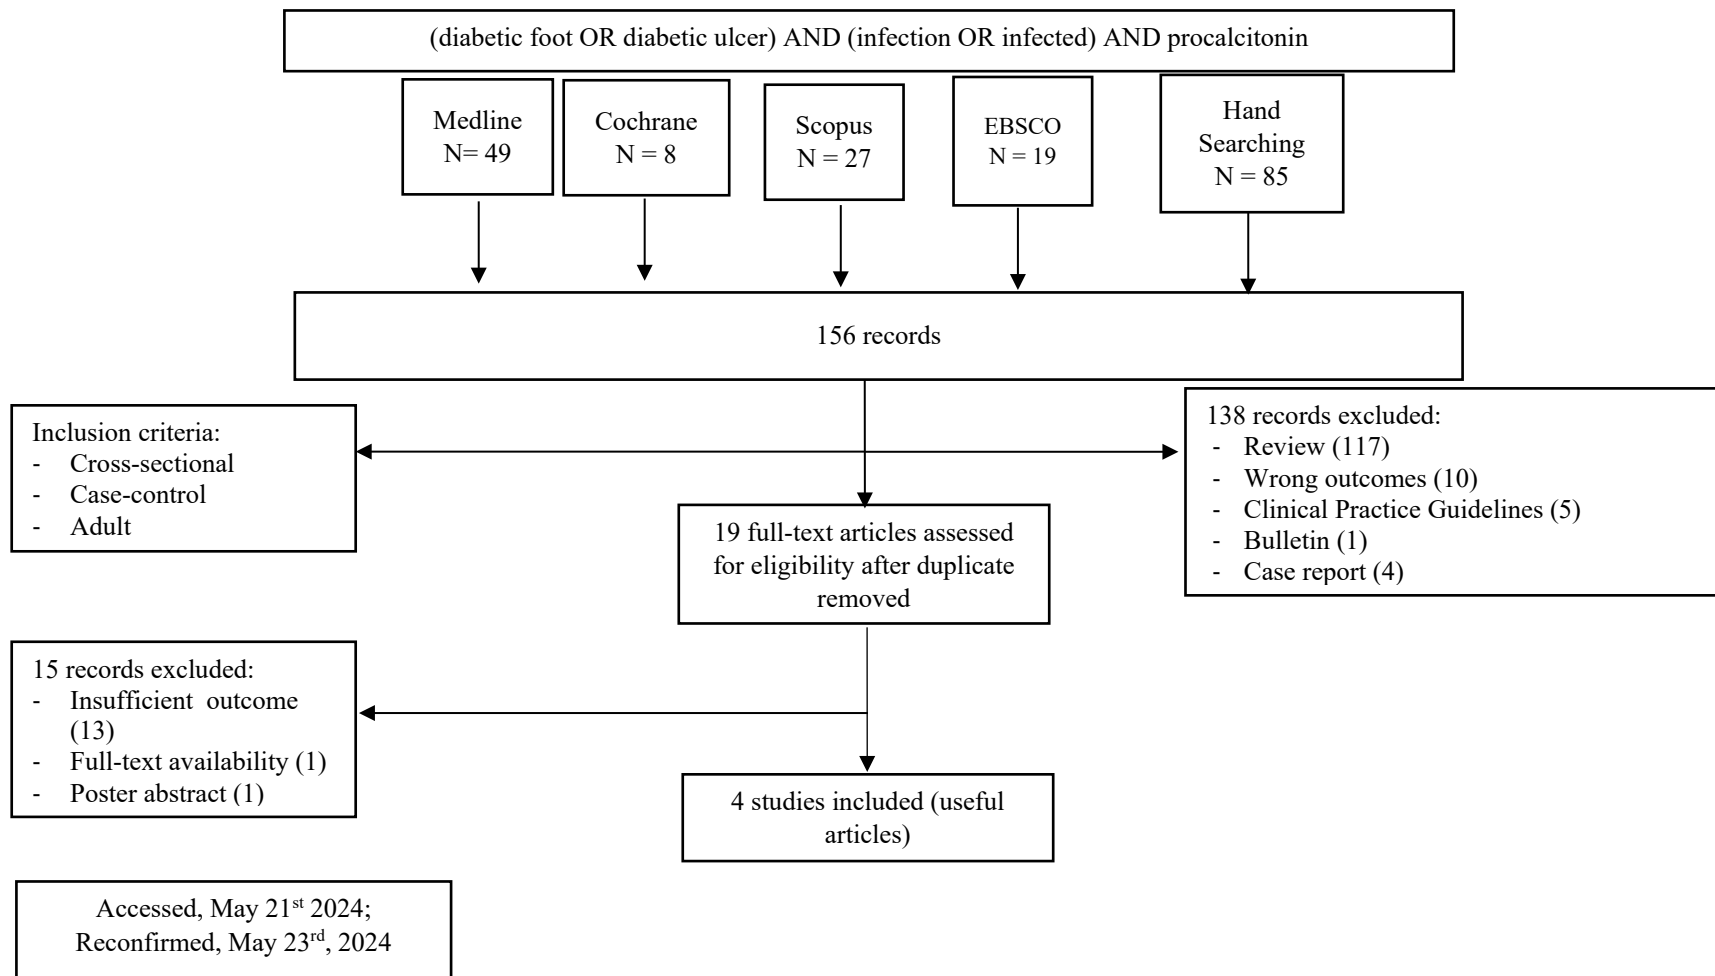 (diabetic foot OR diabetic ulcer) AND (infection OR infected) AND procalcitonin
Medline
N= 49
Cochrane
N = 8
Scopus
N = 27
EBSCO
N = 19
Hand
Searching
N = 85
156 records
Inclusion criteria:
- Cross-sectional
- Case-control
- Adult
138 records excluded:
- Review (117)
- Wrong outcomes (10)
- Clinical Practice Guidelines (5)
- Bulletin (1)
- Case report (4)
19 full-text articles assessed
for eligibility after duplicate
removed
15 records excluded:
- Insufficient outcome
(13)
- Full-text availability (1)
- Poster abstract (1)
4 studies included (useful
articles)
Accessed, May 21st 2024;
Reconfirmed, May 23rd, 2024